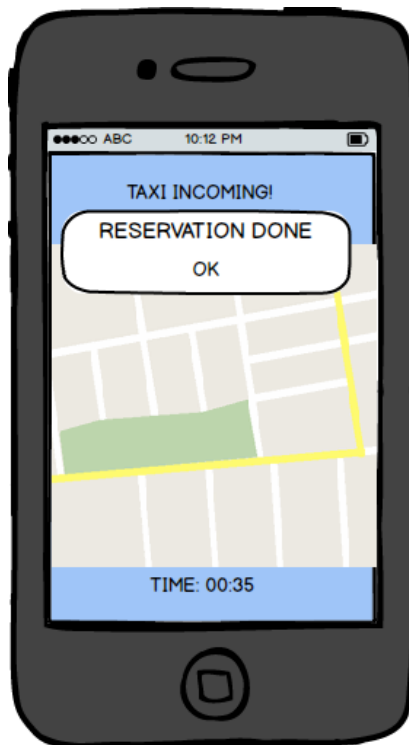 ABC 10:12 PM
TAXI INCOMING!
RESERVATION DONE
OK
TIME: 00:35